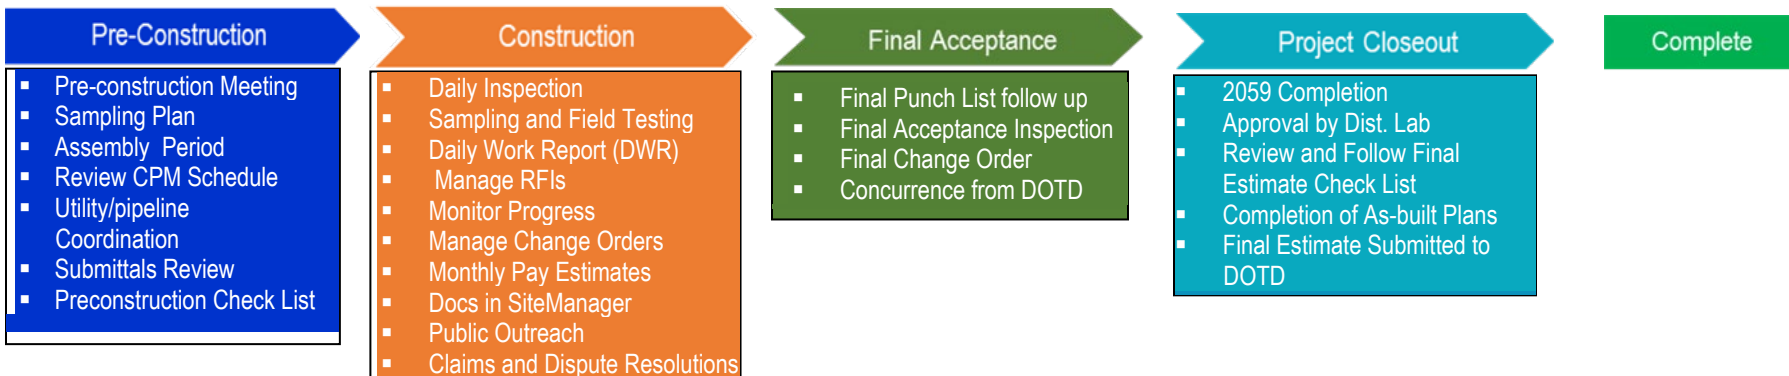 Pre-Construction
▪ Pre-construction Meeting
▪ Sampling Plan
▪ Assembly Period
▪ Review CPM Schedule
▪ Utility/pipeline
Coordination
▪ Submittals Review
▪ Preconstruction Check List
Construction
▪ Daily Inspection
▪ Sampling and Field Testing
▪ Daily Work Report (DWR)
▪ Manage RFIs
▪ Monitor Progress
▪ Manage Change Orders
▪ Monthly Pay Estimates
▪ Docs in SiteManager
▪ Public Outreach
▪ Claims and Dispute Resolutions
Final Acceptance
▪ Final Punch List follow up
▪ Final Acceptance Inspection
▪ Final Change Order
▪ Concurrence from DOTD
Project Closeout
▪ 2059 Completion
▪ Approval by Dist. Lab
▪ Review and Follow Final
Estimate Check List
▪ Completion of As-built Plans
▪ Final Estimate Submitted to
DOTD
Complete